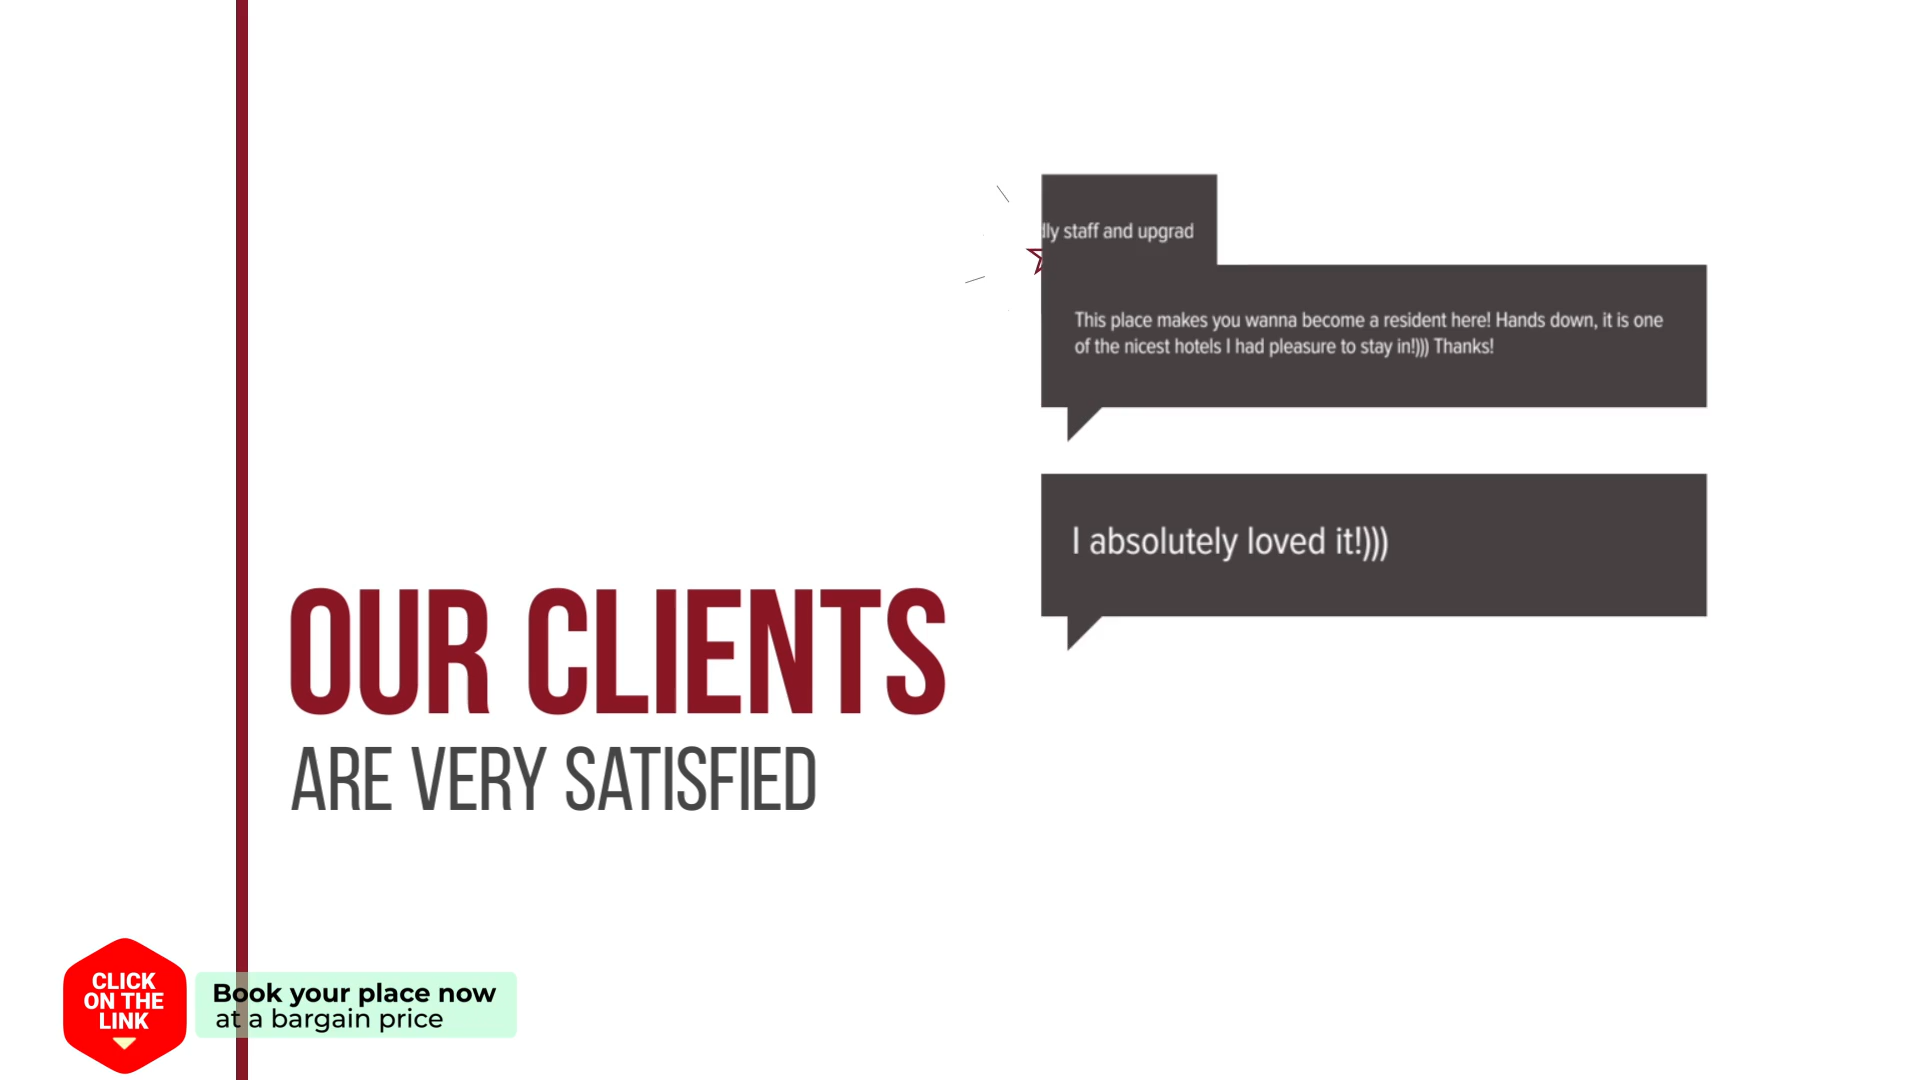 staff and upgrad
This place makes you wanna become a resident here! Hands down, it is one
of the nicest hotels I had pleasure to stay in!))) Thanks!
I absolutely loved it!)))
OUR CLIENTS
ARE VERY SATISFIED
CLICK
ON THE
LINK
Book your place now
at a bargain price